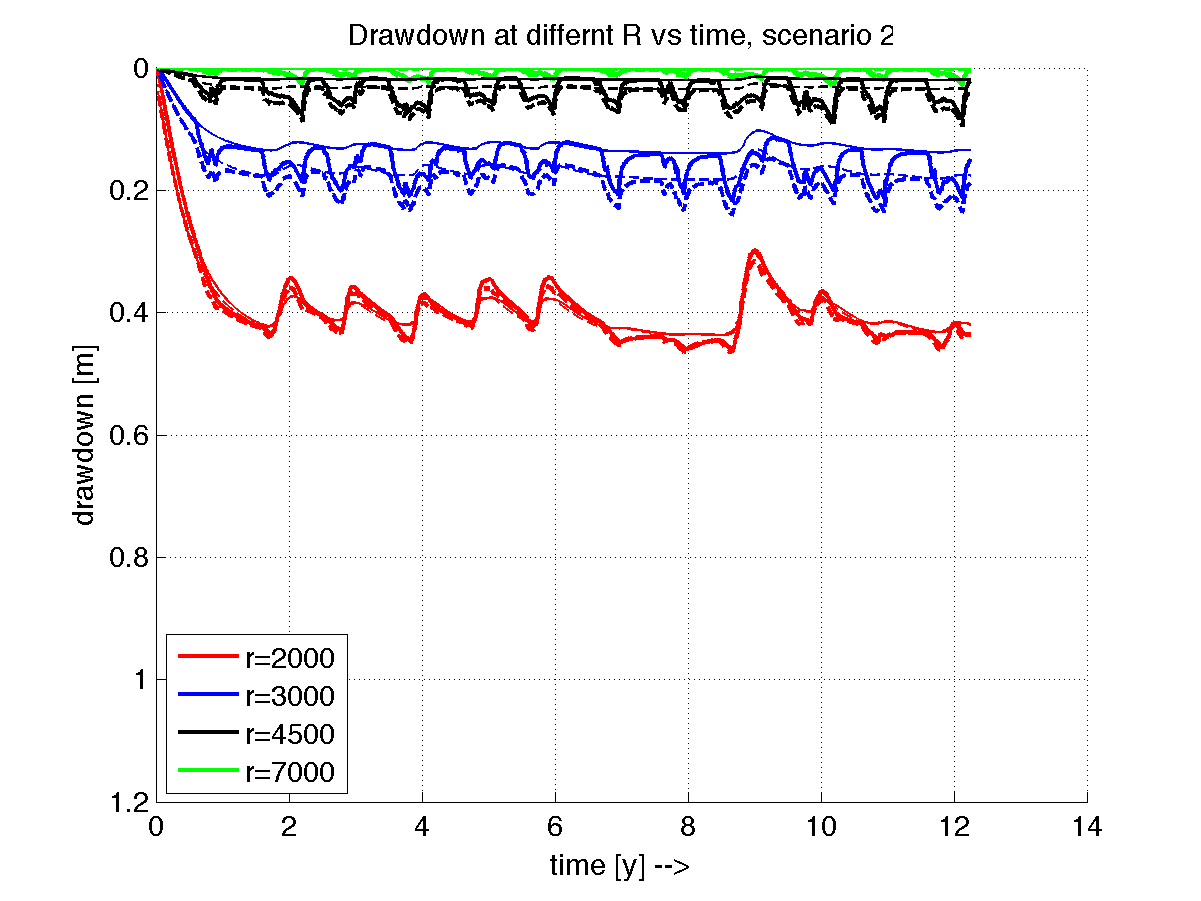 Drawdown at differnt R vs time, scenario 2
0
0.2
0.4
0.6
0.8
1
1.2
drawdown [m]
r=2000
r=3000
r=4500
r=7000
0 2 4 6 8 10 12 14
time [y] -->